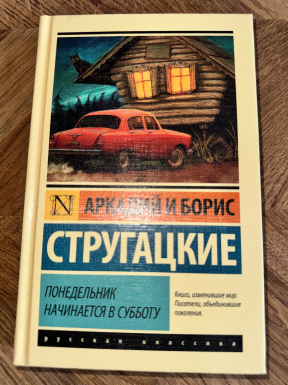 N
АРКАДИЙ И БОРИС
СТРУГАЦКИЕ
ПОНЕДЕЛЬНИК
НАЧИНАЕТСЯ В СУББОТУ
Книги, изменившие мир.
Писатели, объединившие
поколения.
русская классика